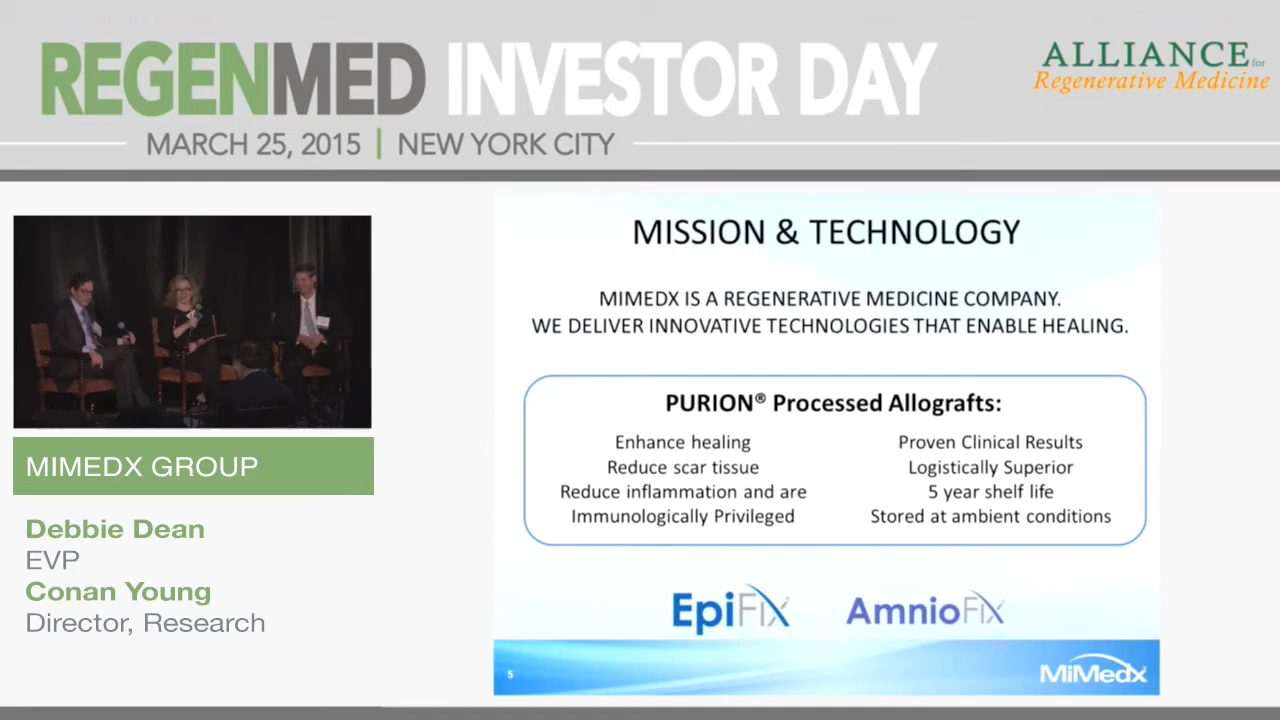 REGENMED INVESTOR DAY
MARCH 25, 2015 | NEW YORK CITY
ALLIANCE for
Regenerative Medicine
MIMEDX GROUP
Debbie Dean
EVP
Conan Young
Director, Research
MISSION & TECHNOLOGY
MIMEDX IS A REGENERATIVE MEDICINE COMPANY.
WE DELIVER INNOVATIVE TECHNOLOGIES THAT ENABLE HEALING.
PURION® Processed Allografts:
Enhance healing
Reduce scar tissue
Reduce inflammation and are
Immunologically Privileged
Proven Clinical Results
Logistically Superior
5 year shelf life
Stored at ambient conditions
EpiFix
AmnioFix
5
MiMedx